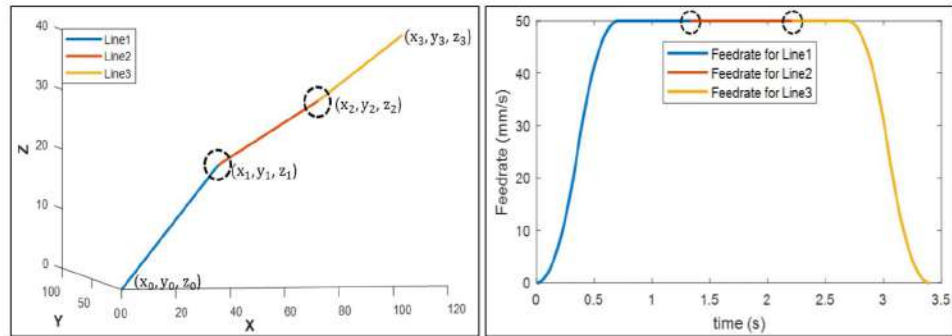 40
30
20
10
0
Z
Line1
Line2
Line3
(x3, y3, z3)
(x2, y2, z2)
(x1, y1, z1)
(x0, y0, z0)
100
50
Y
00 20 40 60 80 100 120
X
50
40
30
20
10
0
Feedrate (mm/s)
Feedrate for Line1
Feedrate for Line2
Feedrate for Line3
0 0.5 1 1.5 2 2.5 3 3.5
time (s)